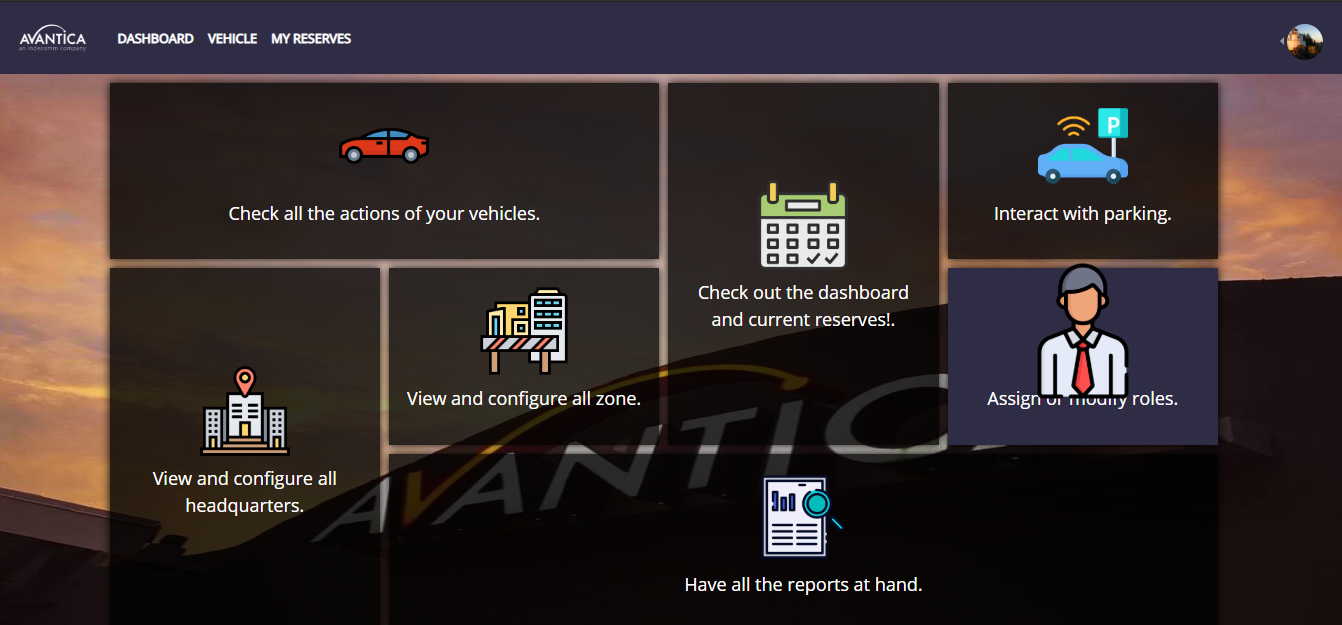 AVANTICA
an indecomm company
DASHBOARD
VEHICLE
MY RESERVES
Check all the actions of your vehicles.
Check out the dashboard
and current reserves!.
P
Interact with parking.
View and configure all zone.
Assign or modify roles.
View and configure all
headquarters.
AVANTICA
Have all the reports at hand.